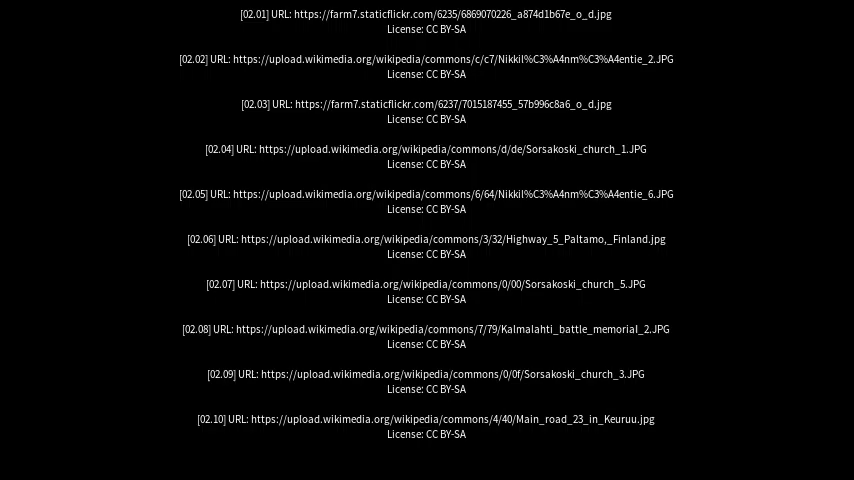 [02.01] URL: https://farm7.staticflickr.com/6235/6869070226_a874d1b67e_o_d.jpg
License: CC BY-SA
[02.02] URL: https://upload.wikimedia.org/wikipedia/commons/c/c7/Nikkil%C3%A4nm%C3%A4entie_2.JPG
License: CC BY-SA
[02.03] URL: https://farm7.staticflickr.com/6237/7015187455_57b996c8a6_o_d.jpg
License: CC BY-SA
[02.04] URL: https://upload.wikimedia.org/wikipedia/commons/d/de/Sorsakoski_church_1.JPG
License: CC BY-SA
[02.05] URL: https://upload.wikimedia.org/wikipedia/commons/6/64/Nikkil%C3%A4nm%C3%A4entie_6.JPG
License: CC BY-SA
[02.06] URL: https://upload.wikimedia.org/wikipedia/commons/3/32/Highway_5_Paltamo,_Finland.jpg
License: CC BY-SA
[02.07] URL: https://upload.wikimedia.org/wikipedia/commons/0/00/Sorsakoski_church_5.JPG
License: CC BY-SA
[02.08] URL: https://upload.wikimedia.org/wikipedia/commons/7/79/Kalmalahti_battle_memorial_2.JPG
License: CC BY-SA
[02.09] URL: https://upload.wikimedia.org/wikipedia/commons/0/0f/Sorsakoski_church_3.JPG
License: CC BY-SA
[02.10] URL: https://upload.wikimedia.org/wikipedia/commons/4/40/Main_road_23_in_Keuruu.jpg
License: CC BY-SA